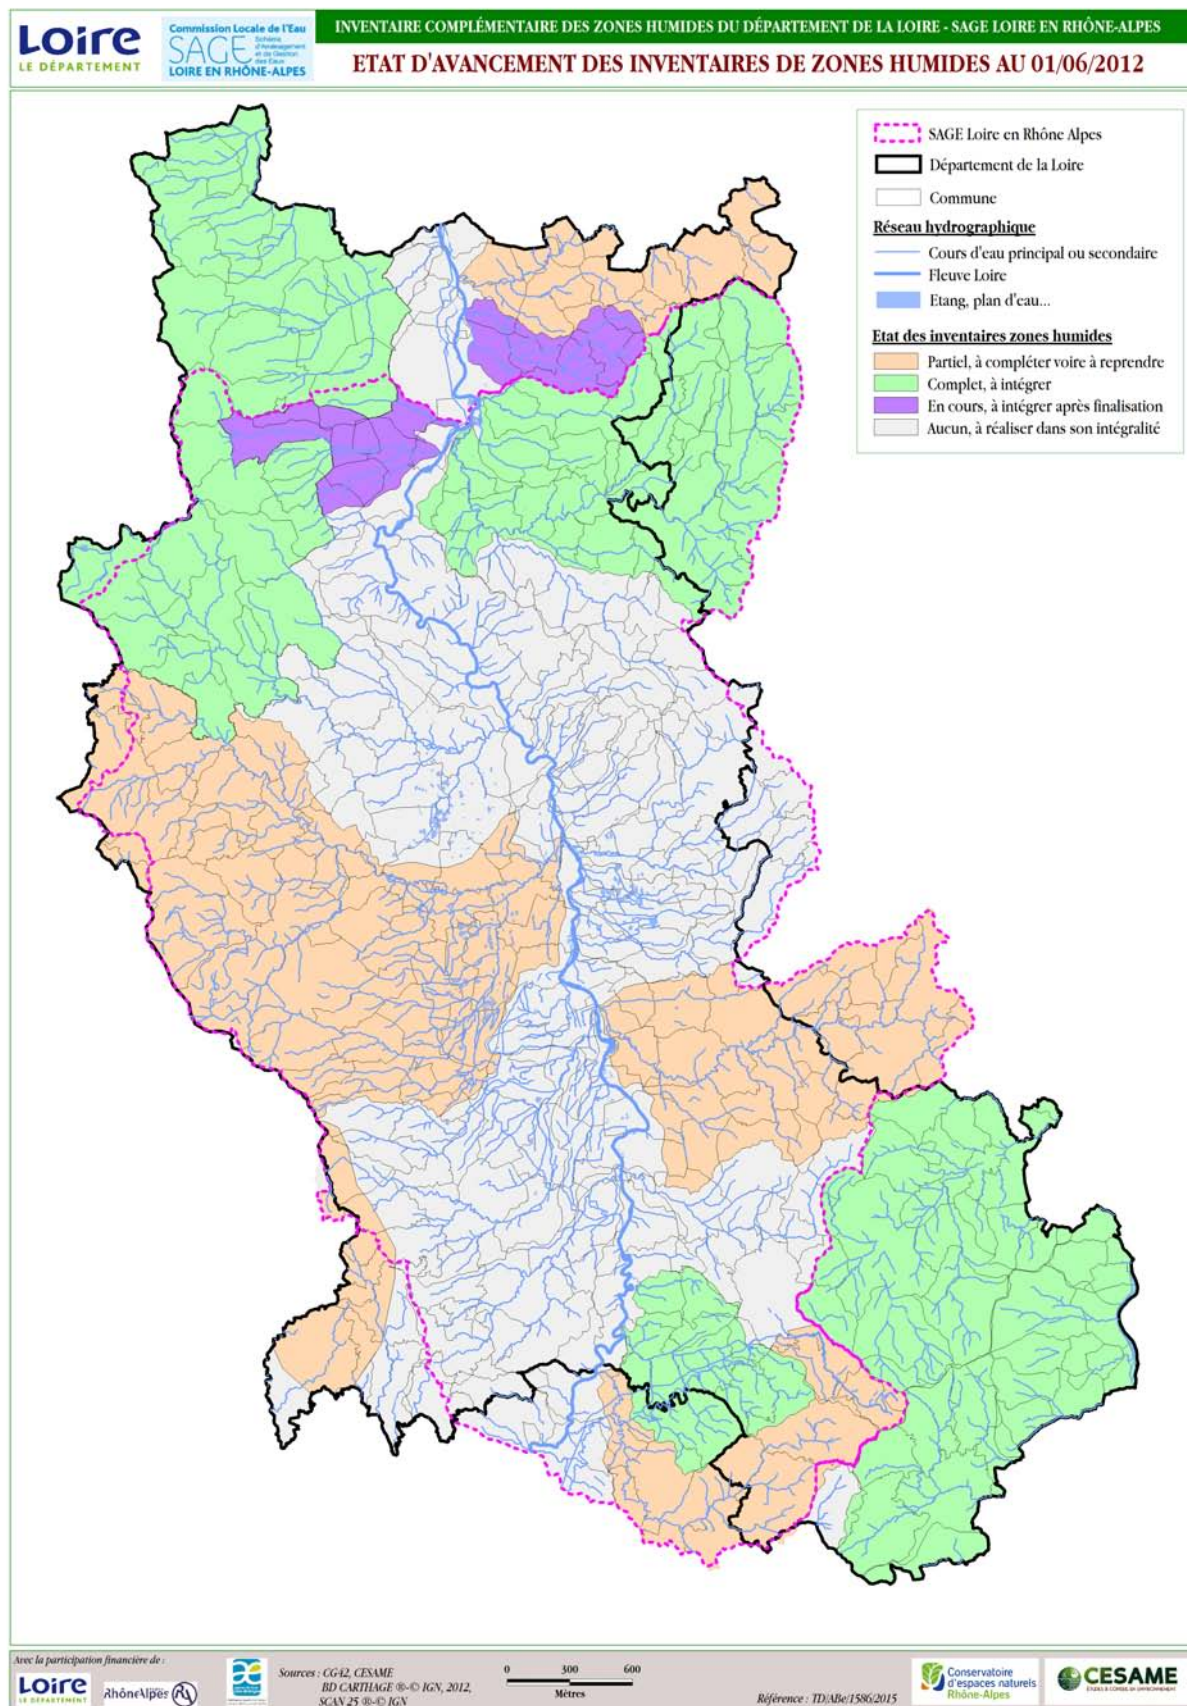 Loire
LE DÉPARTEMENT
Commission Locale de l'Eau
SAGE
Schéma
d'Aménagement
et de Gestion
des Eaux
LOIRE EN RHÔNE-ALPES
INVENTAIRE COMPLÉMENTAIRE DES ZONES HUMIDES DU DÉPARTEMENT DE LA LOIRE - SAGE LOIRE EN RHÔNE-ALPES
ETAT D'AVANCEMENT DES INVENTAIRES DE ZONES HUMIDES AU 01/06/2012
SAGE Loire en Rhône Alpes
Département de la Loire
Commune
Réseau hydrographique
Cours d'eau principal ou secondaire
Fleuve Loire
Etang, plan d'eau...
Etat des inventaires zones humides
Partiel, à compléter voire à reprendre
Complet, à intégrer
En cours, à intégrer après finalisation
Aucun, à réaliser dans son intégralité
Avec la participation financière de :
Loire
LE DÉPARTEMENT
RhôneAlpes
Sources : CG42, CESAME
BD CARTHAGE ®-© IGN, 2012,
SCAN 25 ®-© IGN
0 300 600
Mètres
Référence : TD/ABe/1586/2015
Conservatoire
d'espaces naturels
Rhône-Alpes
CESAME